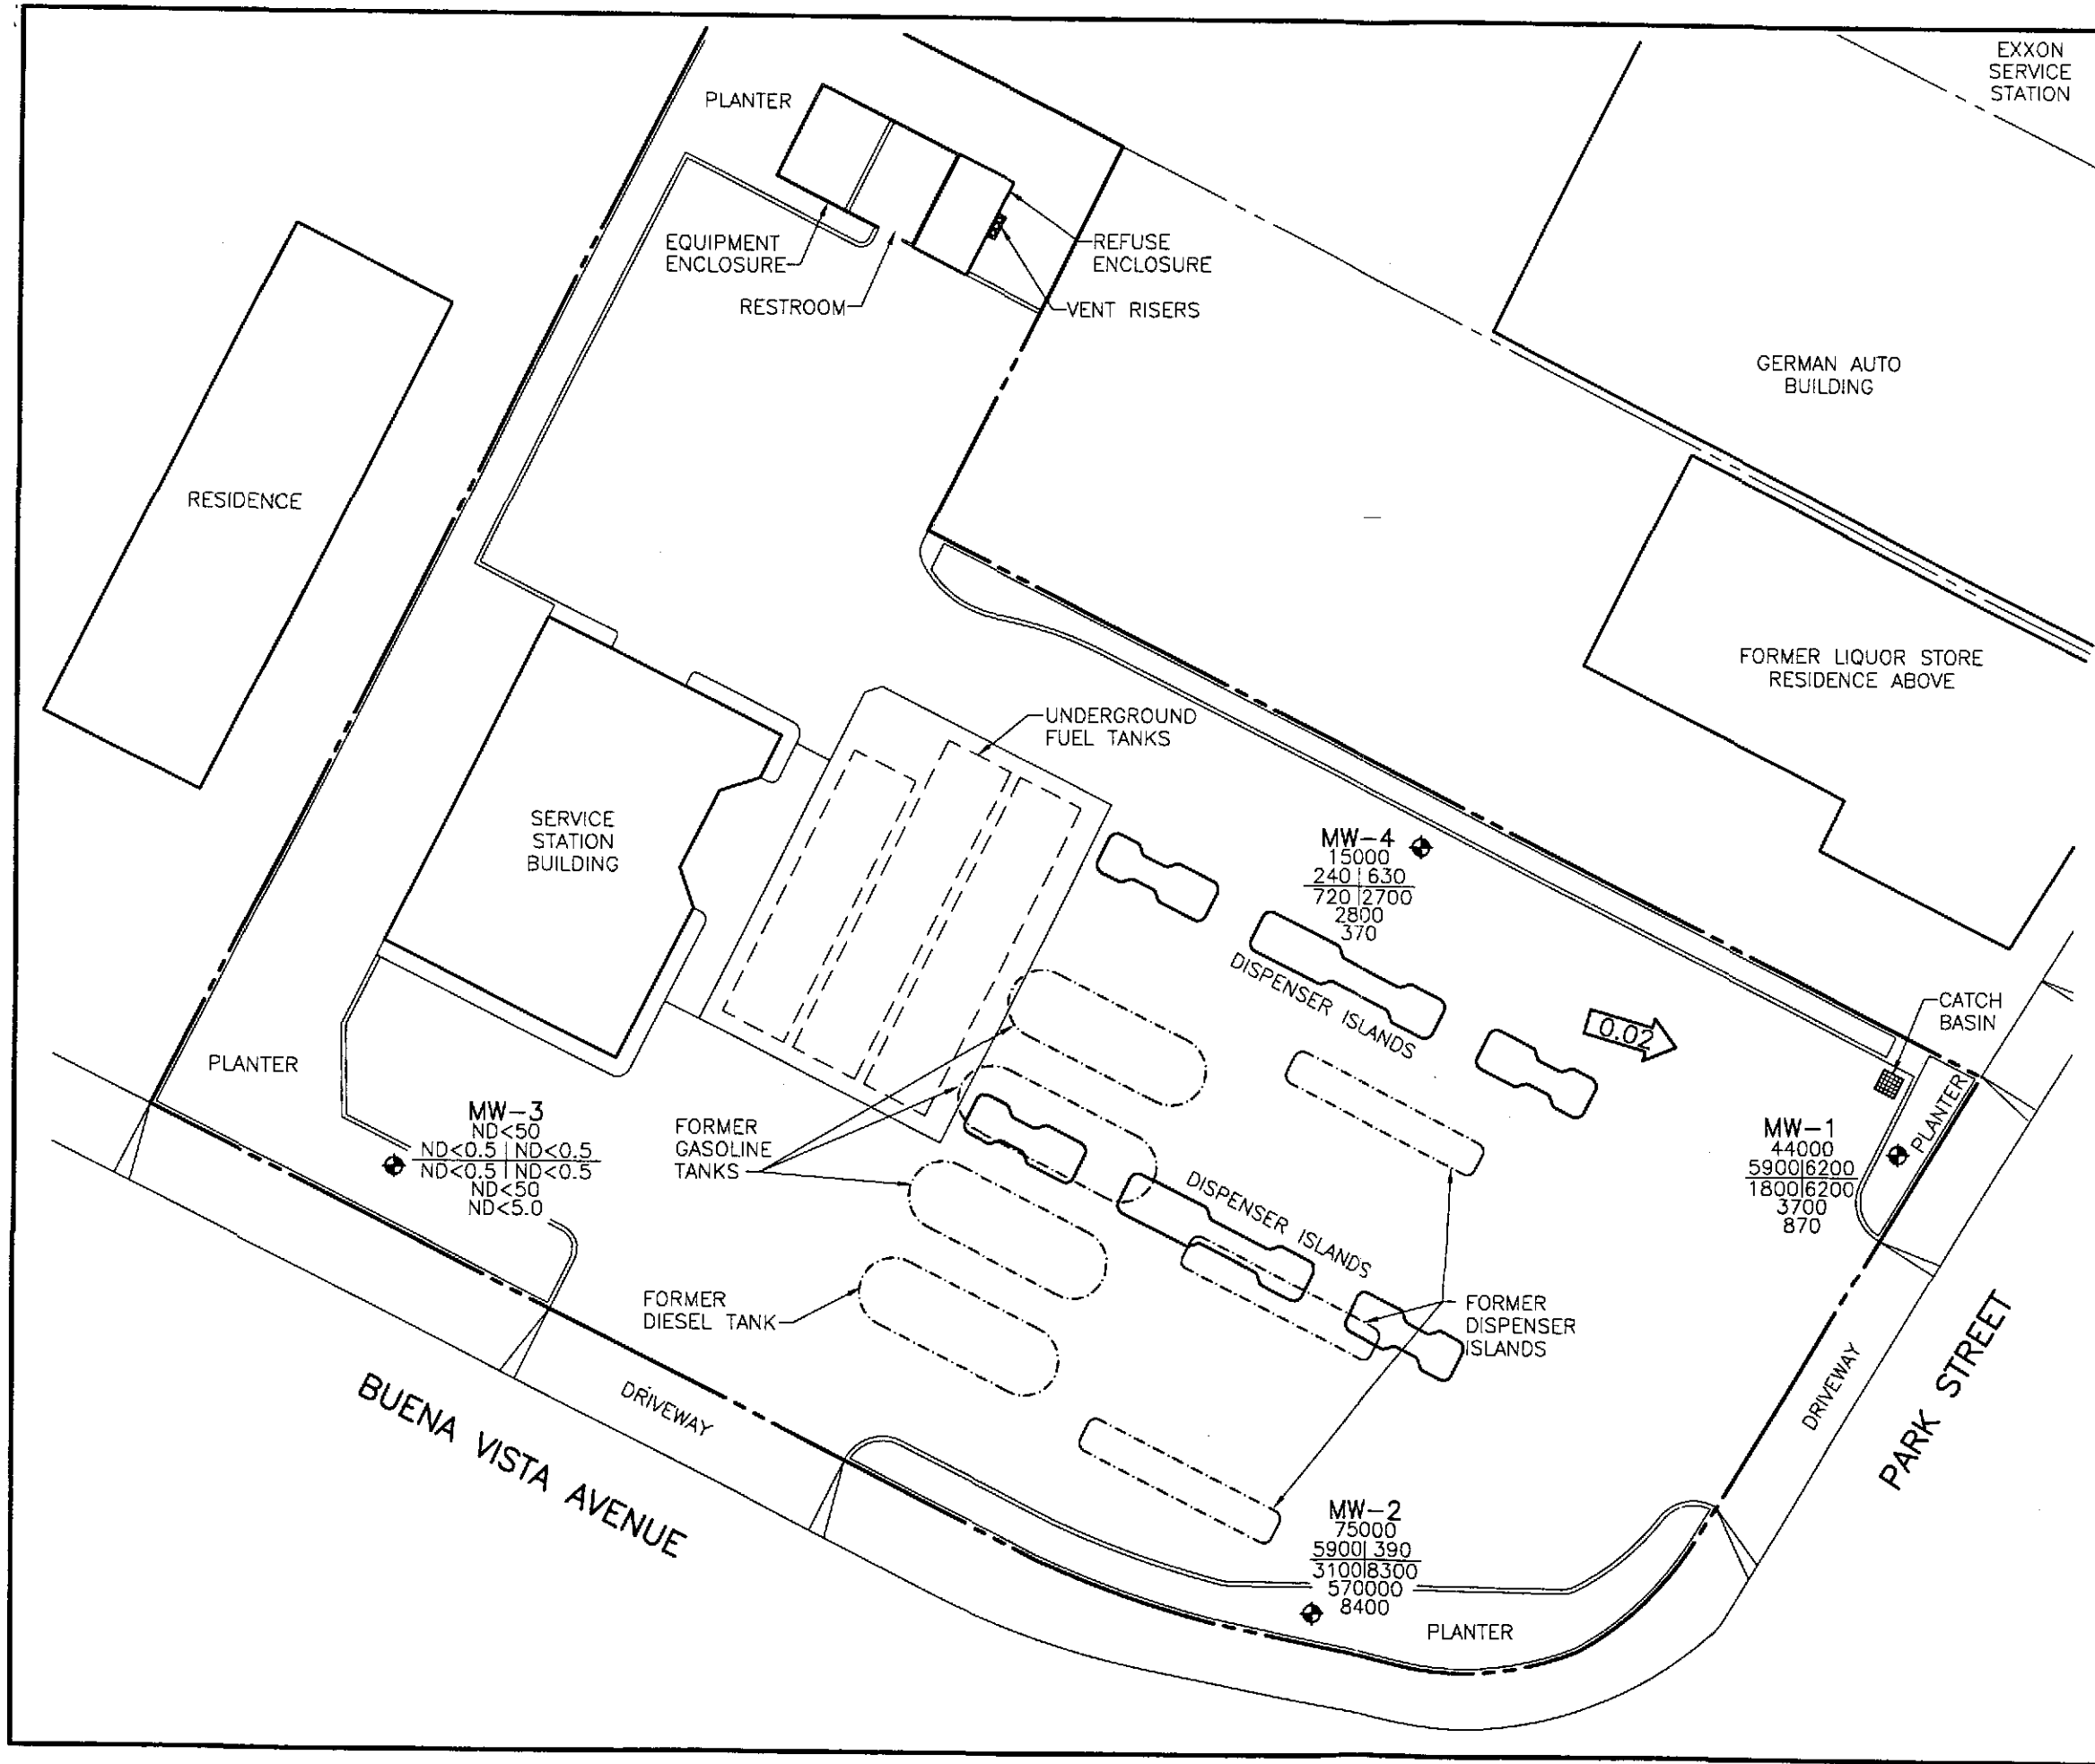 EXXON
SERVICE
STATION
PLANTER
EQUIPMENT
ENCLOSURE
REFUSE
ENCLOSURE
RESTROOM
VENT RISERS
GERMAN AUTO
BUILDING
RESIDENCE
FORMER LIQUOR STORE
RESIDENCE ABOVE
UNDERGROUND
FUEL TANKS
SERVICE
STATION
BUILDING
MW-4
15000
240 | 630
720 | 2700
2800
370
DISPENSER ISLANDS
0.02
CATCH
BASIN
PLANTER
PLANTER
MW-3
ND<50
ND<0.5 | ND<0.5
ND<0.5 | ND<0.5
ND<50
ND<5.0
FORMER
GASOLINE
TANKS
MW-1
44000
5900|6200
1800|6200
3700
870
DISPENSER ISLANDS
FORMER
DIESEL TANK
FORMER
DISPENSER
ISLANDS
DRIVEWAY
DRIVEWAY
BUENA VISTA AVENUE
PARK STREET
MW-2
75000
5900| 390
3100|8300
570000
8400
PLANTER